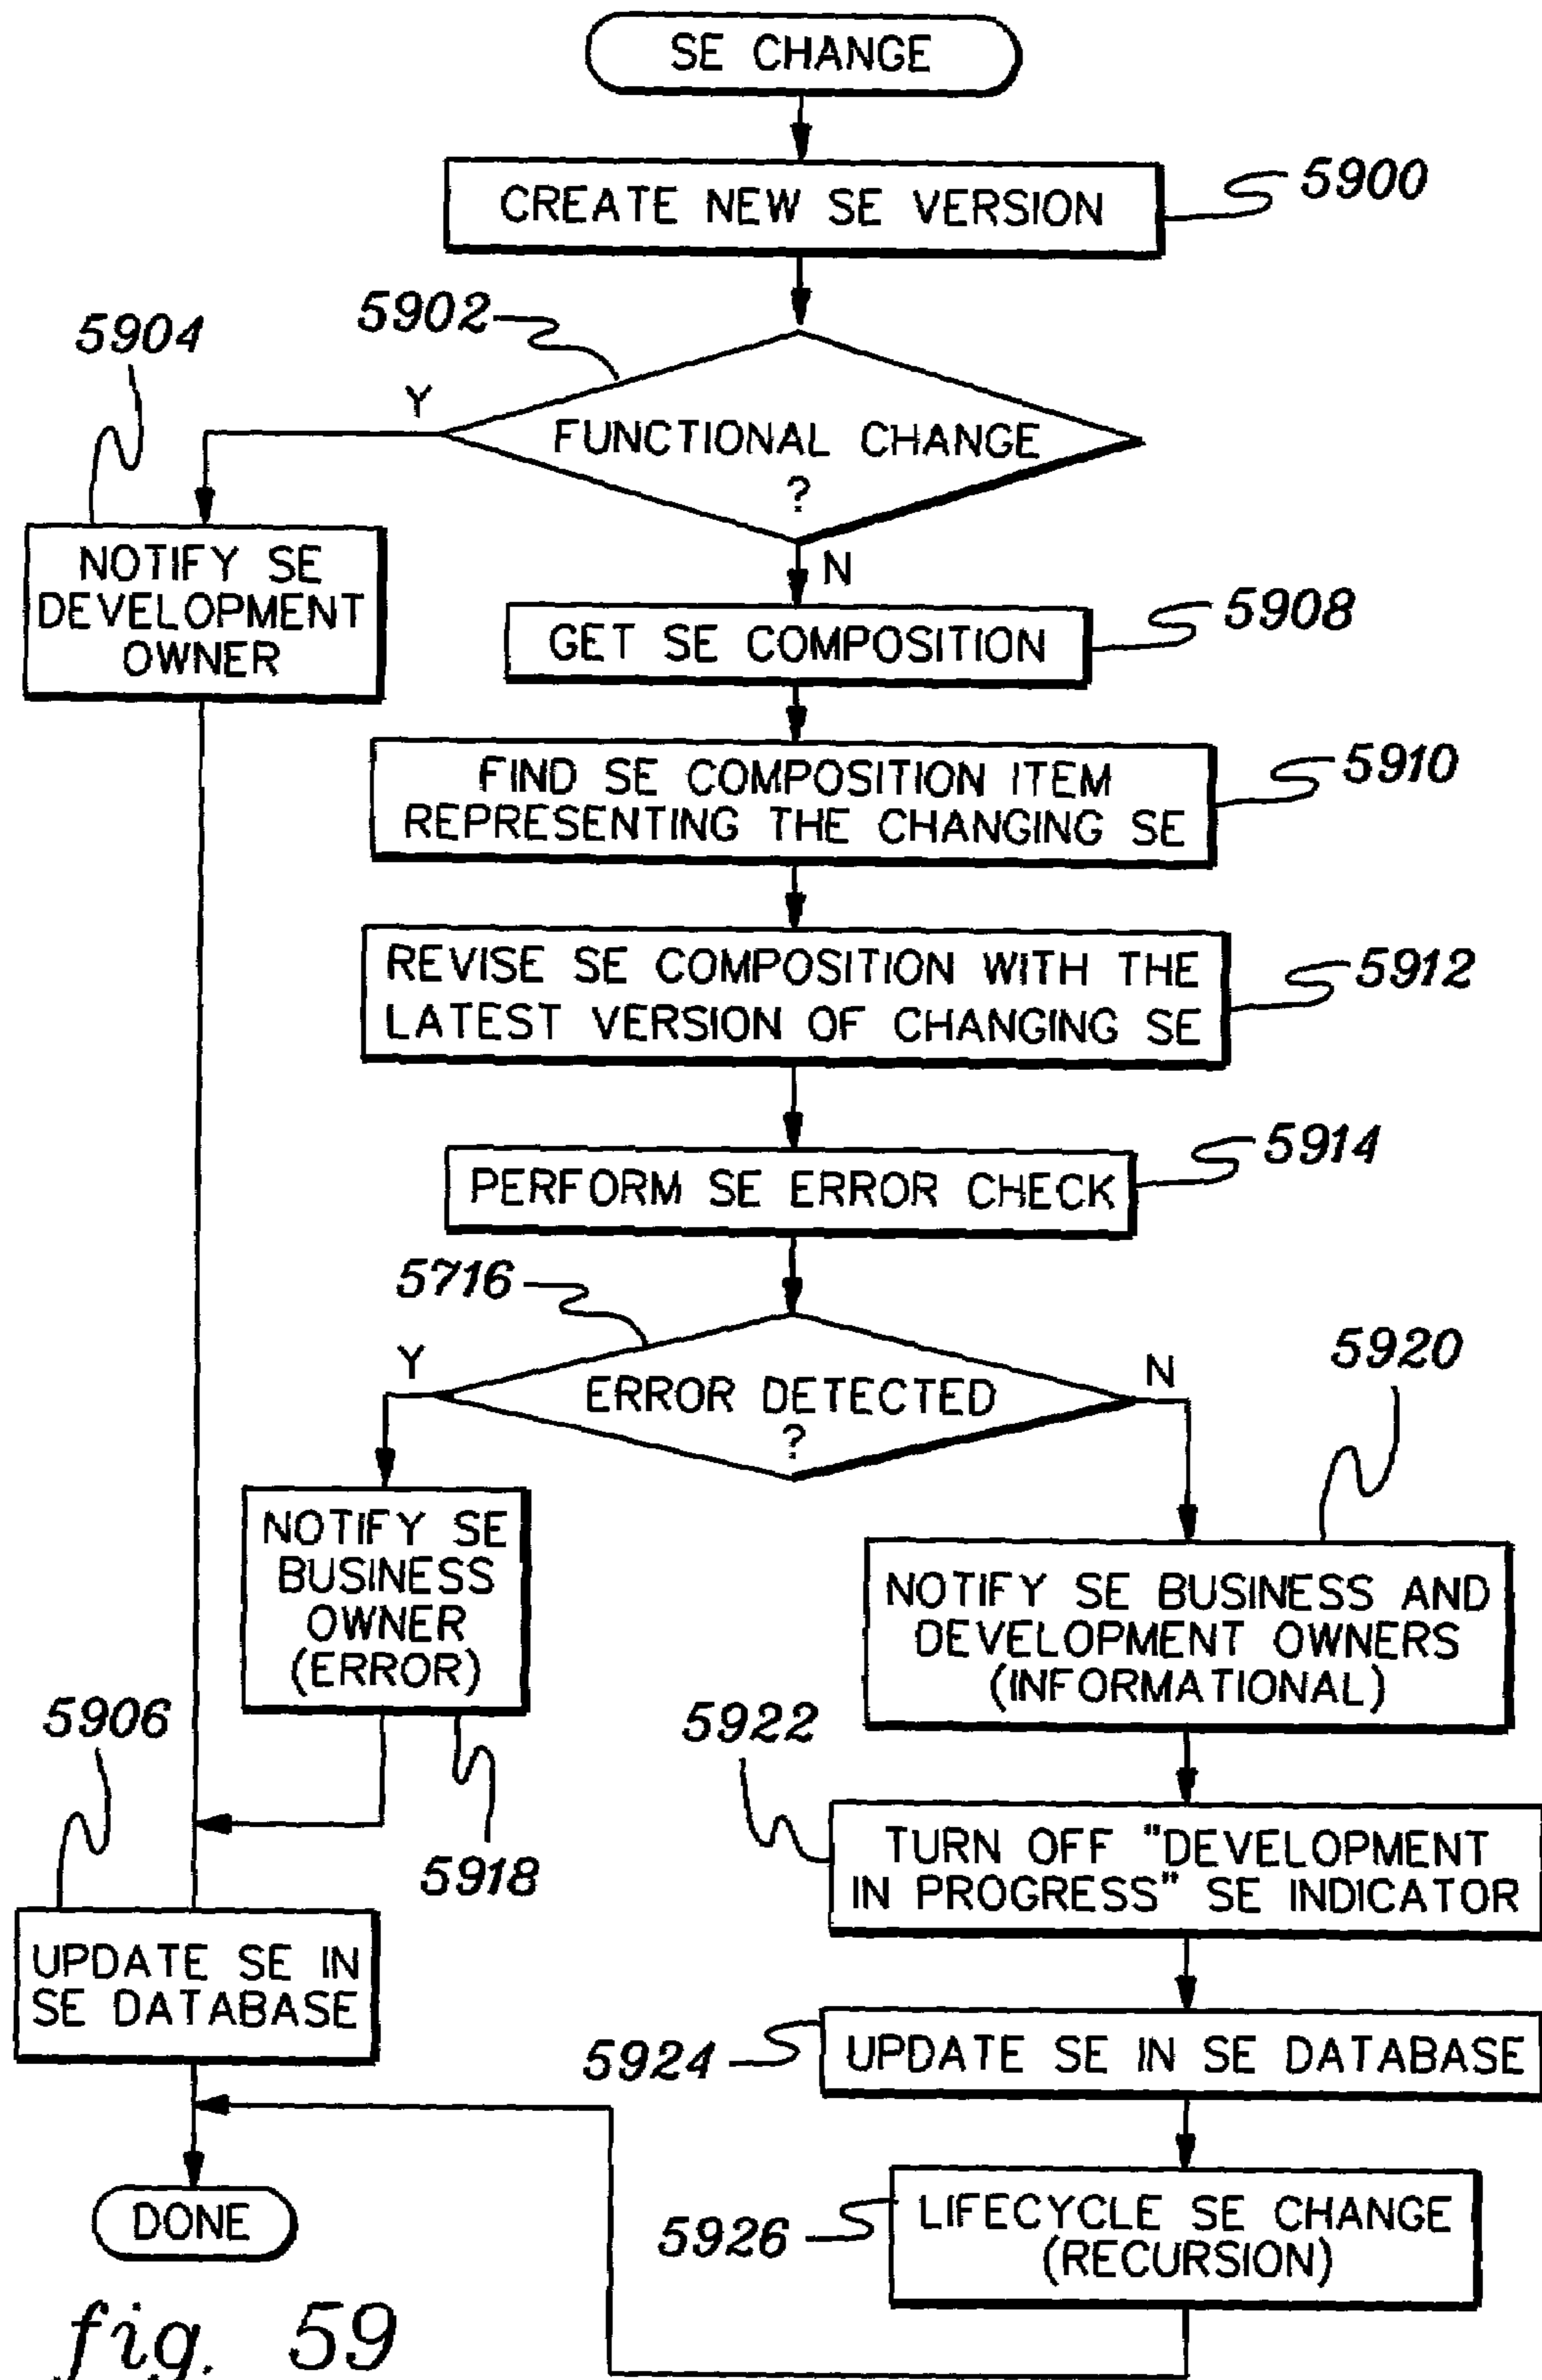 SE CHANGE
CREATE NEW SE VERSION
5900
5902
5904
Y
FUNCTIONAL CHANGE
?
N
NOTIFY SE
DEVELOPMENT
OWNER
GET SE COMPOSITION
5908
FIND SE COMPOSITION ITEM
REPRESENTING THE CHANGING SE
5910
REVISE SE COMPOSITION WITH THE
LATEST VERSION OF CHANGING SE
5912
PERFORM SE ERROR CHECK
5914
5716
Y
ERROR DETECTED
?
N
5920
NOTIFY SE
BUSINESS
OWNER
(ERROR)
NOTIFY SE BUSINESS AND
DEVELOPMENT OWNERS
(INFORMATIONAL)
5906
5918
5922
TURN OFF "DEVELOPMENT
IN PROGRESS" SE INDICATOR
UPDATE SE IN
SE DATABASE
5924
UPDATE SE IN SE DATABASE
DONE
5926
LIFECYCLE SE CHANGE
(RECURSION)
fig. 59